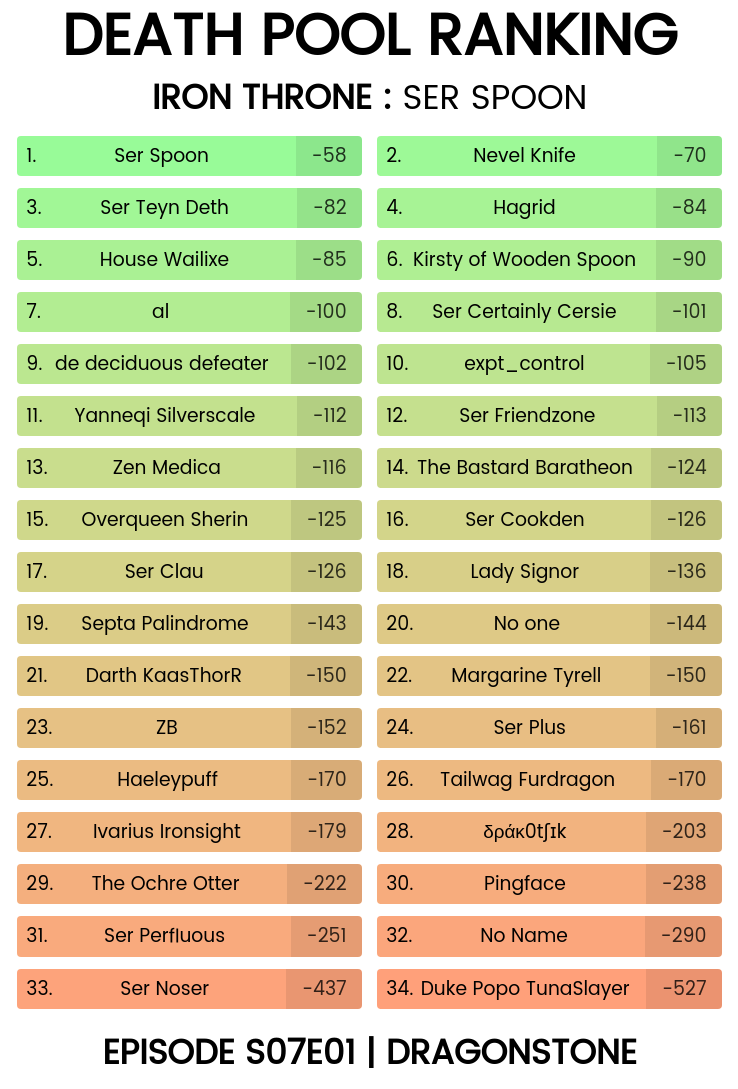 DEATH POOL RANKING
IRON THRONE : SER SPOON
1. Ser Spoon -58
2. Nevel Knife -70
3. Ser Teyn Deth -82
4. Hagrid -84
5. House Wailixe -85
6. Kirsty of Wooden Spoon -90
7. al -100
8. Ser Certainly Cersie -101
9. de deciduous defeater -102
10. expt_control -105
11. Yanneqi Silverscale -112
12. Ser Friendzone -113
13. Zen Medica -116
14. The Bastard Baratheon -124
15. Overqueen Sherin -125
16. Ser Cookden -126
17. Ser Clau -126
18. Lady Signor -136
19. Septa Palindrome -143
20. No one -144
21. Darth KaasThorR -150
22. Margarine Tyrell -150
23. ZB -152
24. Ser Plus -161
25. Haeleypuff -170
26. Tailwag Furdragon -170
27. Ivarius Ironsight -179
28. δράκ0tʃɪk -203
29. The Ochre Otter -222
30. Pingface -238
31. Ser Perfluous -251
32. No Name -290
33. Ser Noser -437
34. Duke Popo TunaSlayer -527
EPISODE S07E01 | DRAGONSTONE